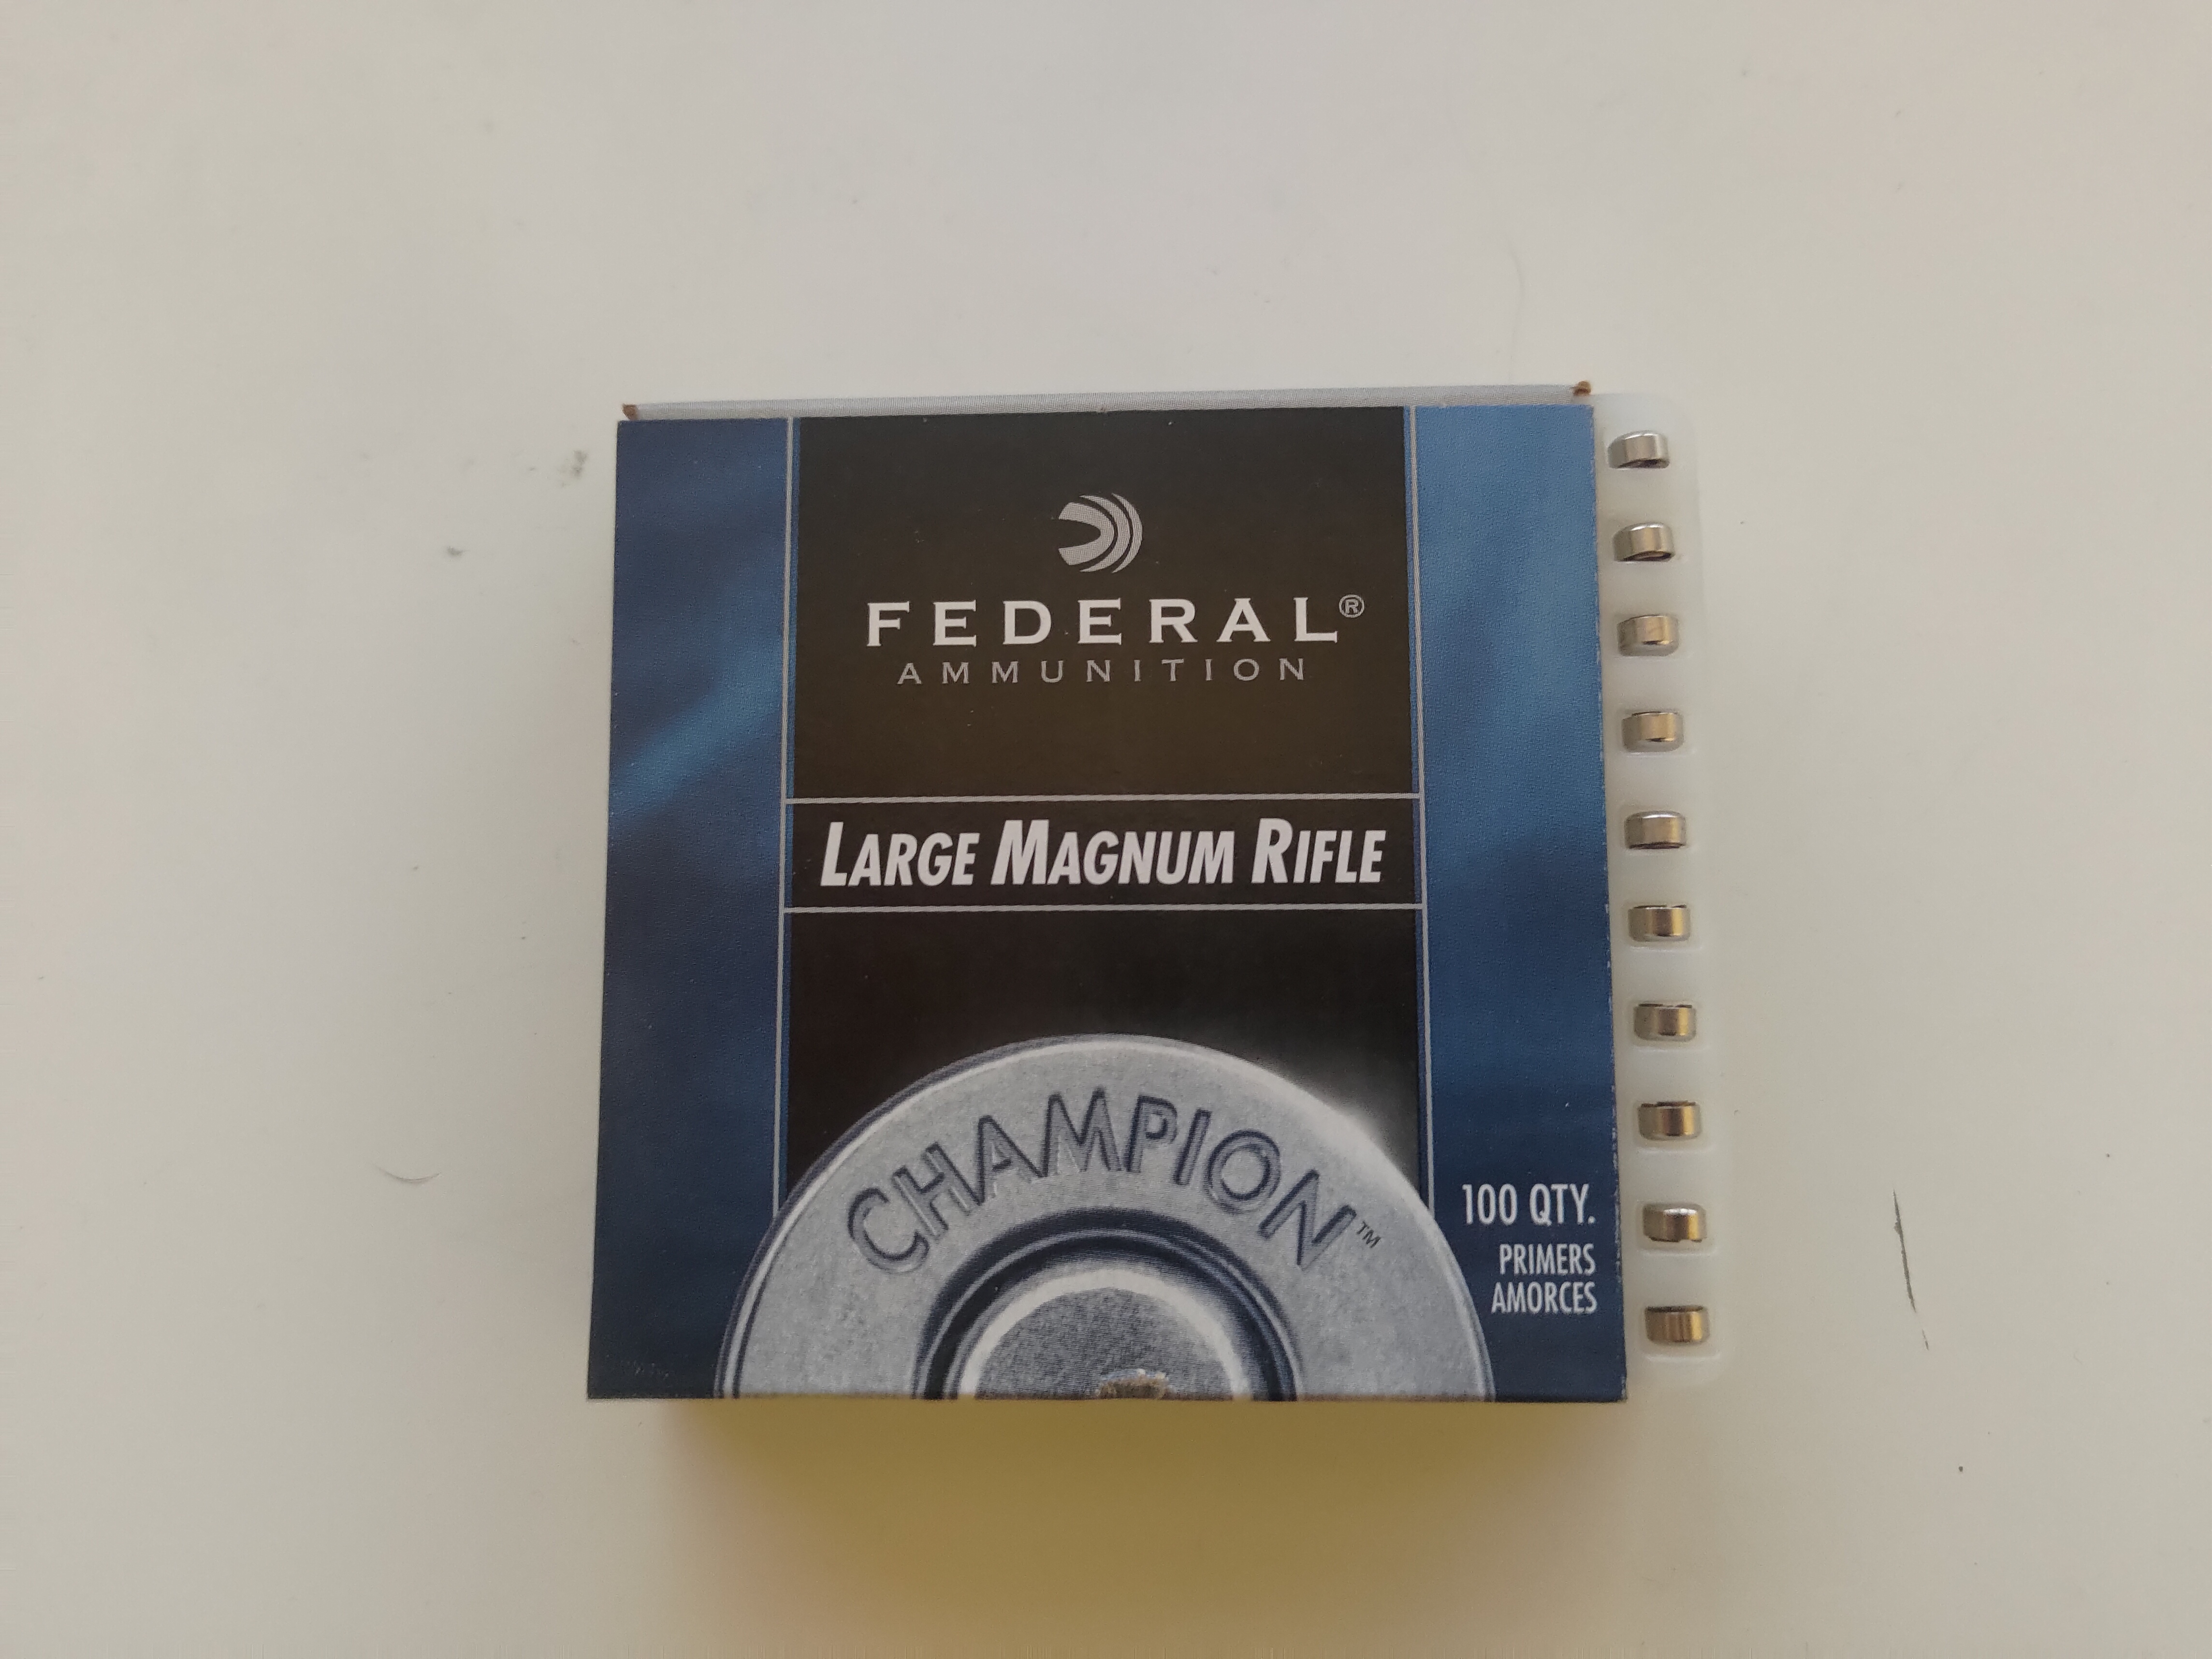 FEDERAL®
AMMUNITION
LARGE MAGNUM RIFLE
CHAMPION™
100 QTY.
PRIMERS
AMORCES